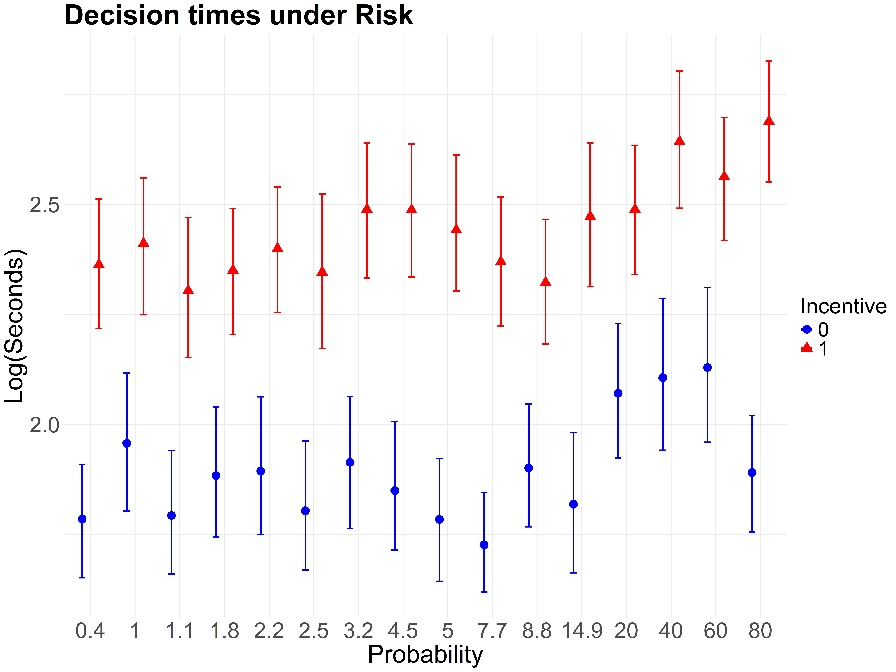 Decision times under Risk
Log(Seconds)
2.5
2.0
0.4 1 1.1 1.8 2.2 2.5 3.2 4.5 5 7.7 8.8 14.9 20 40 60 80
Probability
Incentive
0
1